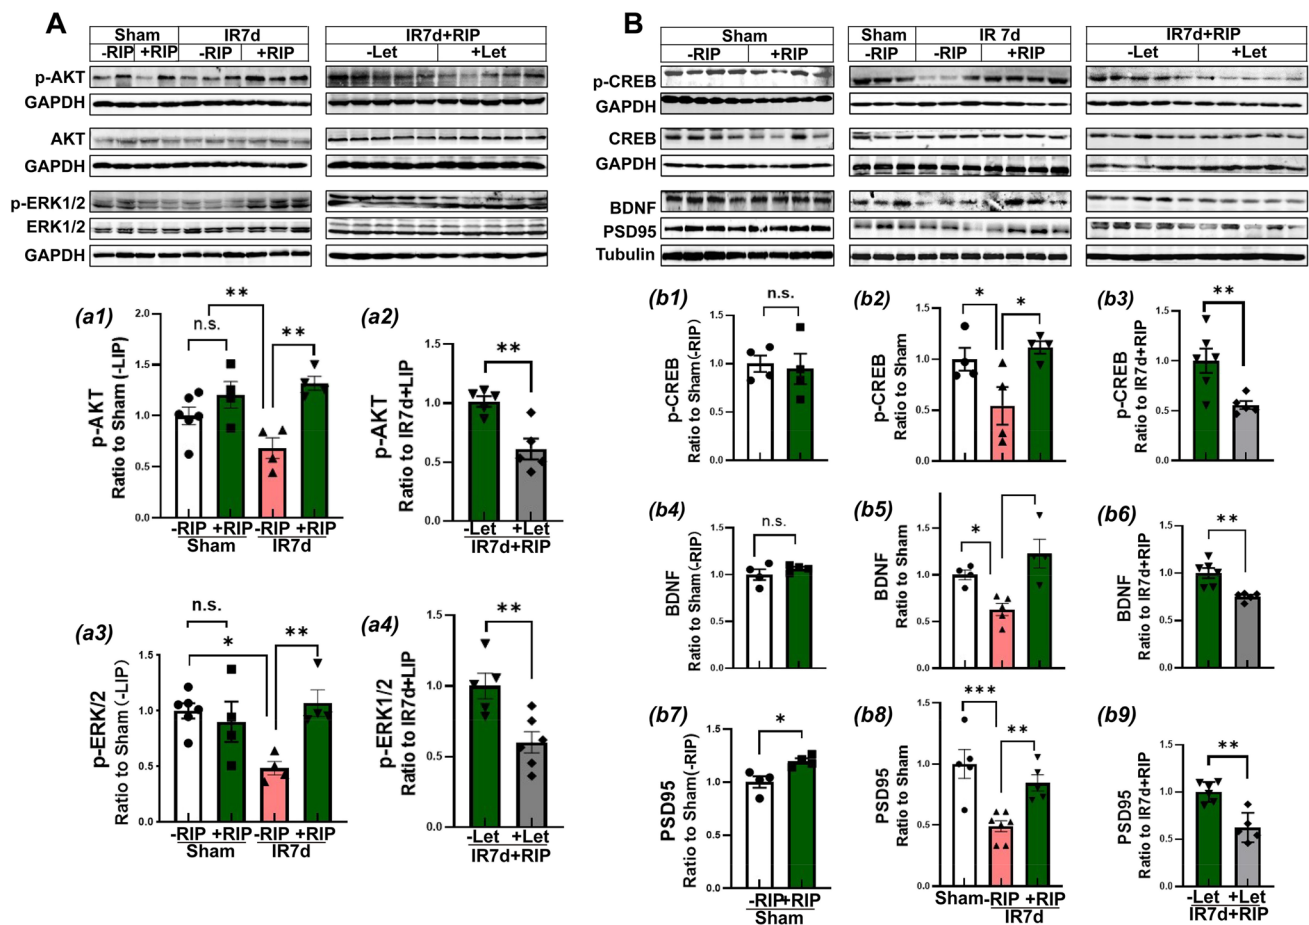 A
Sham IR7d IR7d+RIP
-RIP +RIP -RIP +RIP -Let +Let
p-AKT
GAPDH
AKT
GAPDH
p-ERK1/2
ERK1/2
GAPDH
B
Sham Sham IR 7d IR7d+RIP
-RIP +RIP -RIP -RIP +RIP -Let +Let
p-CREB
GAPDH
CREB
GAPDH
BDNF
PSD95
Tubulin
(a1)
p-AKT
Ratio to Sham (-LIP)
2.0
1.5
1.0
0.5
0.0
n.s.
**
**
-RIP +RIP -RIP +RIP
Sham IR7d
(a2)
p-AKT
Ratio to IR7d+LIP
1.5
1.0
0.5
0.0
**
-Let +Let
IR7d+RIP
(b1)
p-CREB
Ratio to Sham(-RIP)
1.5
1.0
0.5
0.0
n.s.
(b2)
p-CREB
Ratio to Sham
1.5
1.0
0.5
0.0
*
*
(b3)
p-CREB
Ratio to IR7d+RIP
1.5
1.0
0.5
0.0
**
(b4)
BDNF
Ratio to Sham(-RIP)
1.5
1.0
0.5
0.0
n.s.
(b5)
BDNF
Ratio to Sham
1.5
1.0
0.5
0.0
*
(b6)
BDNF
Ratio to IR7d+RIP
1.5
1.0
0.5
0.0
**
(a3)
p-ERK/2
Ratio to Sham (-LIP)
1.5
1.0
0.5
0.0
n.s.
*
**
-RIP +RIP -RIP +RIP
Sham IR7d
(a4)
p-ERK1/2
Ratio to IR7d+LIP
1.5
1.0
0.5
0.0
**
-Let +Let
IR7d+RIP
(b7)
PSD95
Ratio to Sham(-RIP)
1.5
1.0
0.5
0.0
*
-RIP +RIP
Sham
(b8)
PSD95
Ratio to Sham
1.5
1.0
0.5
0.0
***
**
Sham -RIP +RIP
IR7d
(b9)
PSD95
Ratio to IR7d+RIP
1.5
1.0
0.5
0.0
**
-Let +Let
IR7d+RIP